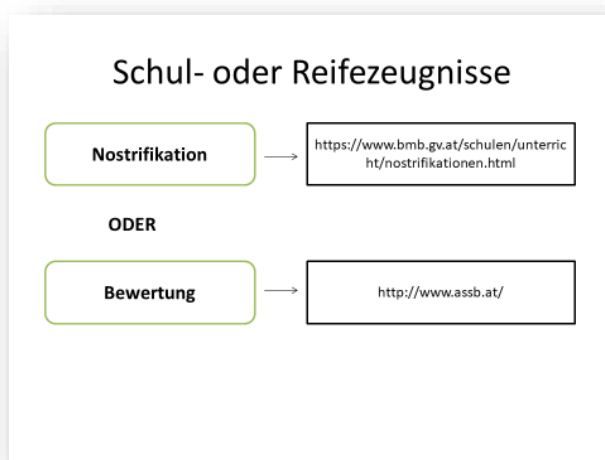 Schul- oder Reifezeugnisse
Nostrifikation
https://www.bmb.gv.at/schulen/unterric
ht/nostrifikationen.html
ODER
Bewertung
http://www.assb.at/